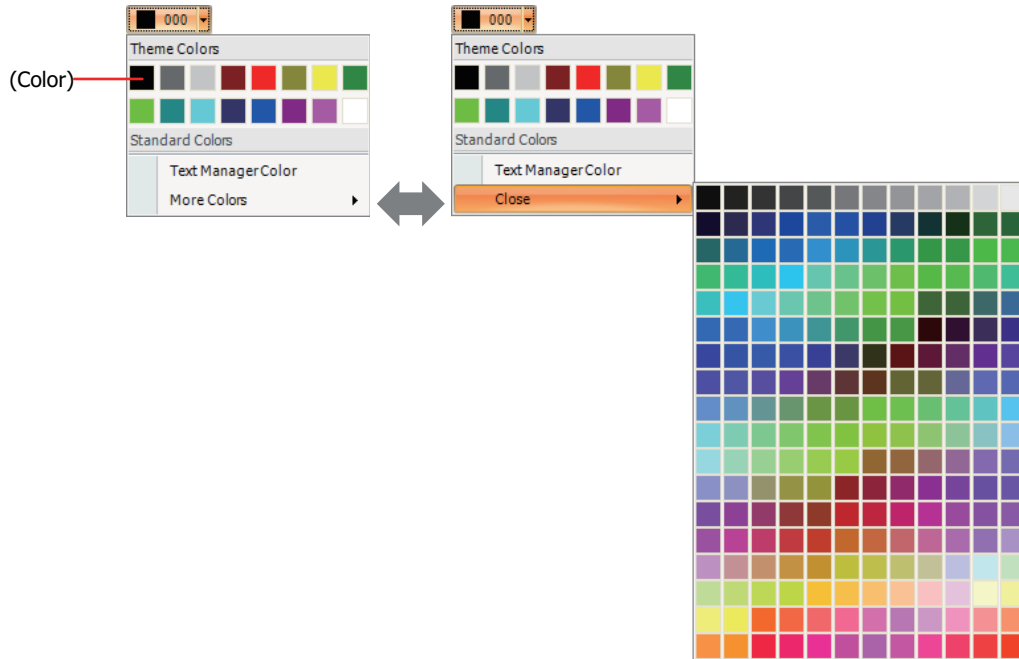 000
Theme Colors
(Color)
Standard Colors
Text Manager Color
More Colors
000
Theme Colors
Standard Colors
Text Manager Color
Close